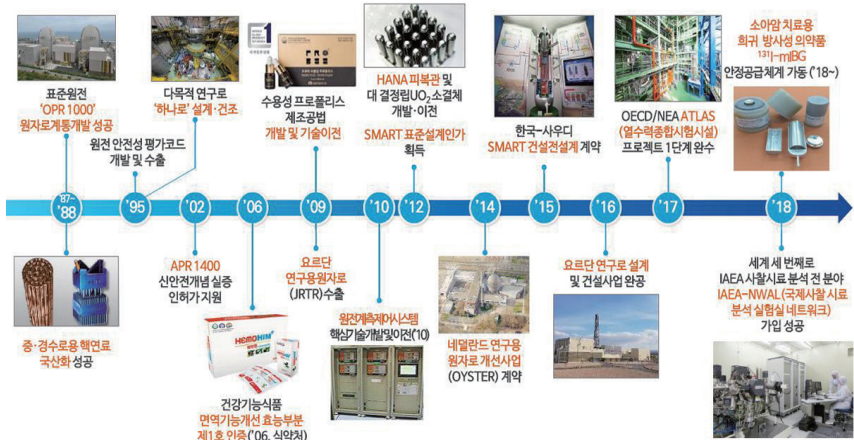 표준원전
‘OPR 1000’
원자로계통개발 성공
다목적 연구로
‘하나로’ 설계·건조
원전 안전성 평가코드
개발 및 수출
수용성 프로폴리스
제조공법
개발 및 기술이전
HANA 피복관 및
대 결정립UO₂ 소결체
개발·이전
SMART 표준설계인가
획득
한국-사우디
SMART 건설전설계 계약
OECD/NEA ATLAS
(열수력종합시험시설)
프로젝트 1단계 완수
소아암 치료용
희귀 방사성 의약품
¹³¹I-mIBG
안정공급체계 가동 (’18~)
’87~
’88
’95
’02
’06
’09
’10
’12
’14
’15
’16
’17
’18
중·경수로용 핵연료
국산화 성공
APR 1400
신안전개념 실증
인허가 지원
HEMOHIM
건강기능식품
면역기능개선 효능부분
제1호 인증(’06, 식약처)
요르단
연구용원자로
(JRTR)수출
원전계측제어시스템
핵심기술개발및이전(’10)
네덜란드 연구용
원자로 개선사업
(OYSTER) 계약
요르단 연구로 설계
및 건설사업 완공
세계 세 번째로
IAEA 사찰시료 분석 전 분야
IAEA-NWAL(국제사찰 시료
분석 실험실 네트워크)
가입 성공